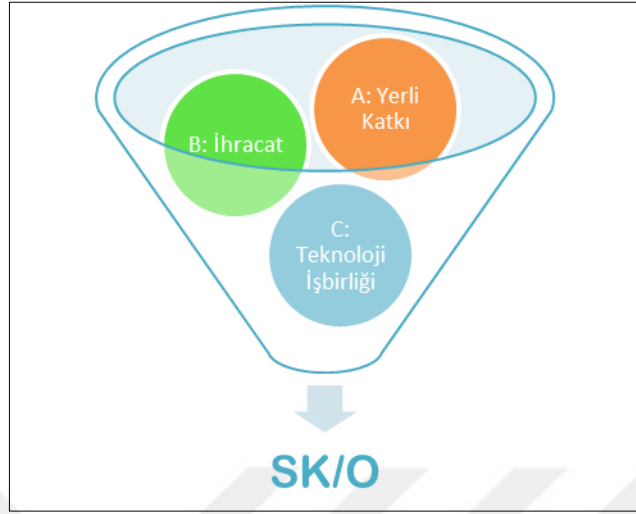 A: Yerli
Katkı
B: İhracat
C:
Teknoloji
İşbirliği
SK/O